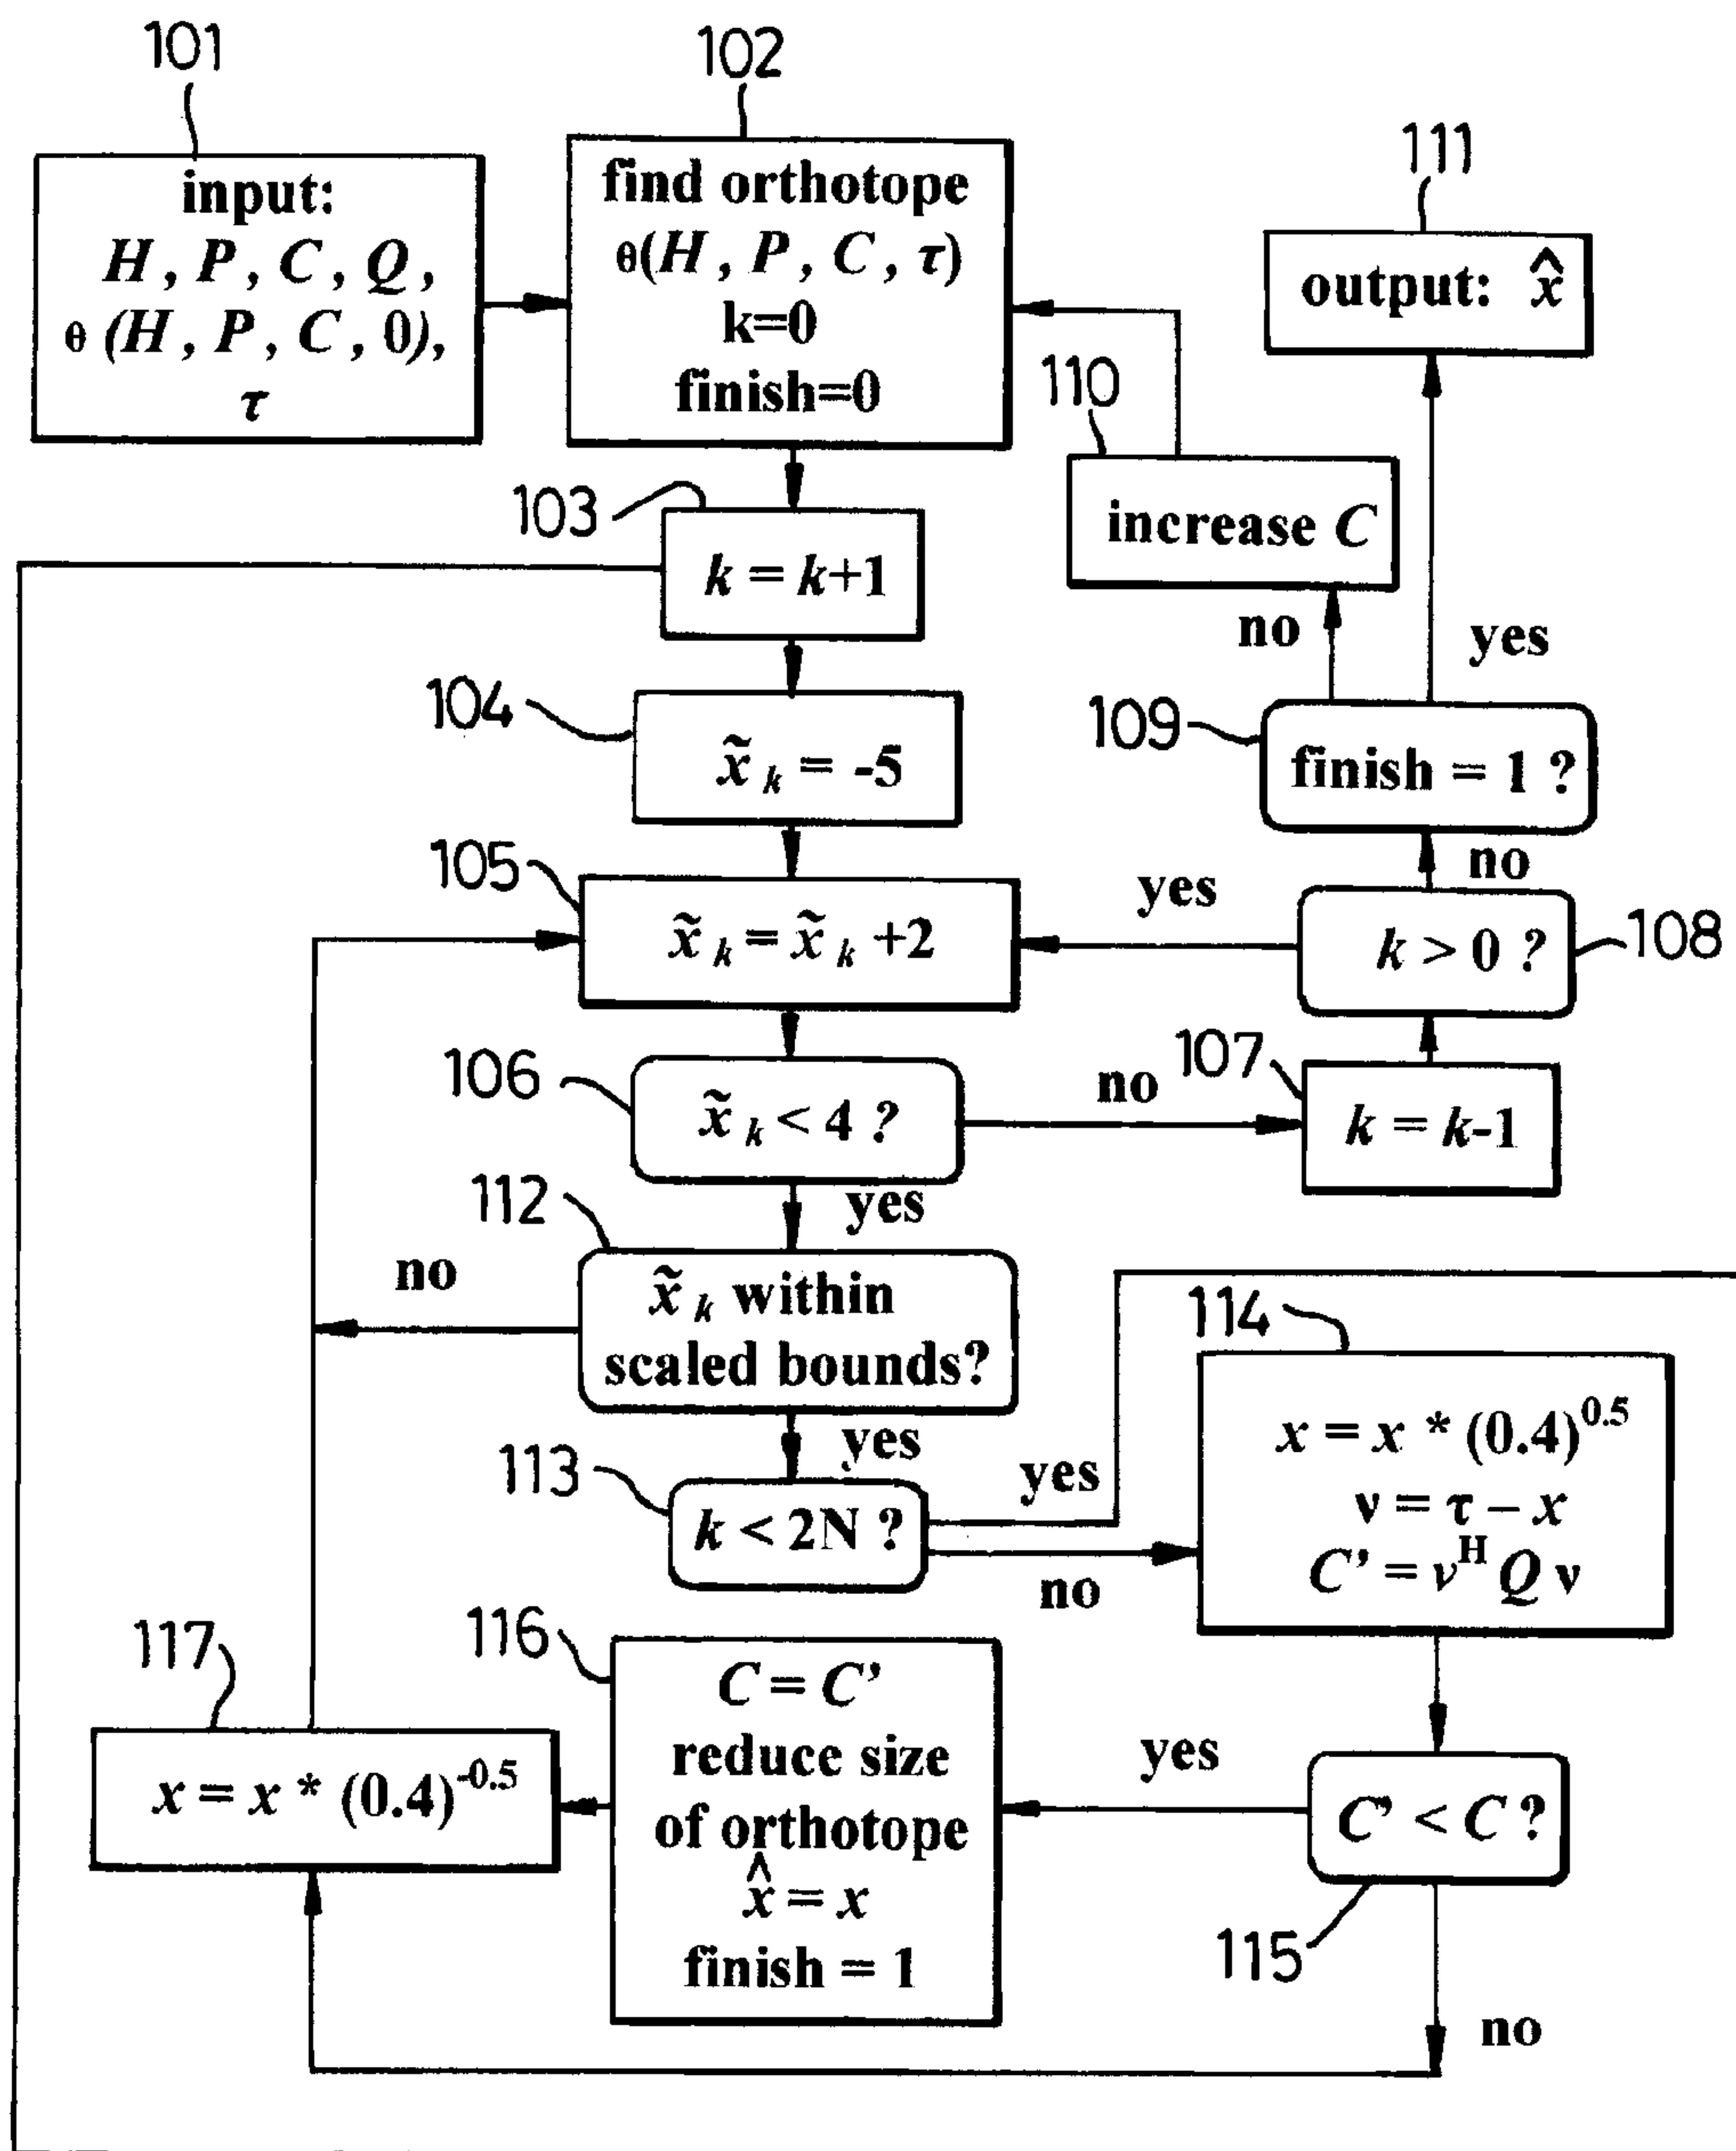 101
input:
H , P , C , Q ,
θ (H , P , C , 0),
τ
102
find orthotope
θ(H , P , C , τ)
k=0
finish=0
111
output: x̂
110
increase C
no
yes
103
k = k+1
104
x̃ k = -5
109
finish = 1 ?
no
105
x̃ k = x̃ k +2
yes
k > 0 ?
108
106
x̃ k < 4 ?
no
107
k = k-1
yes
112
x̃ k within
scaled bounds?
no
yes
113
k < 2N ?
yes
no
114
x = x * (0.4)^0.5
ν = τ – x
C' = ν^H Q ν
117
x = x * (0.4)^-0.5
116
C = C'
reduce size
of orthotope
x̂ = x
finish = 1
yes
C' < C ?
115
no